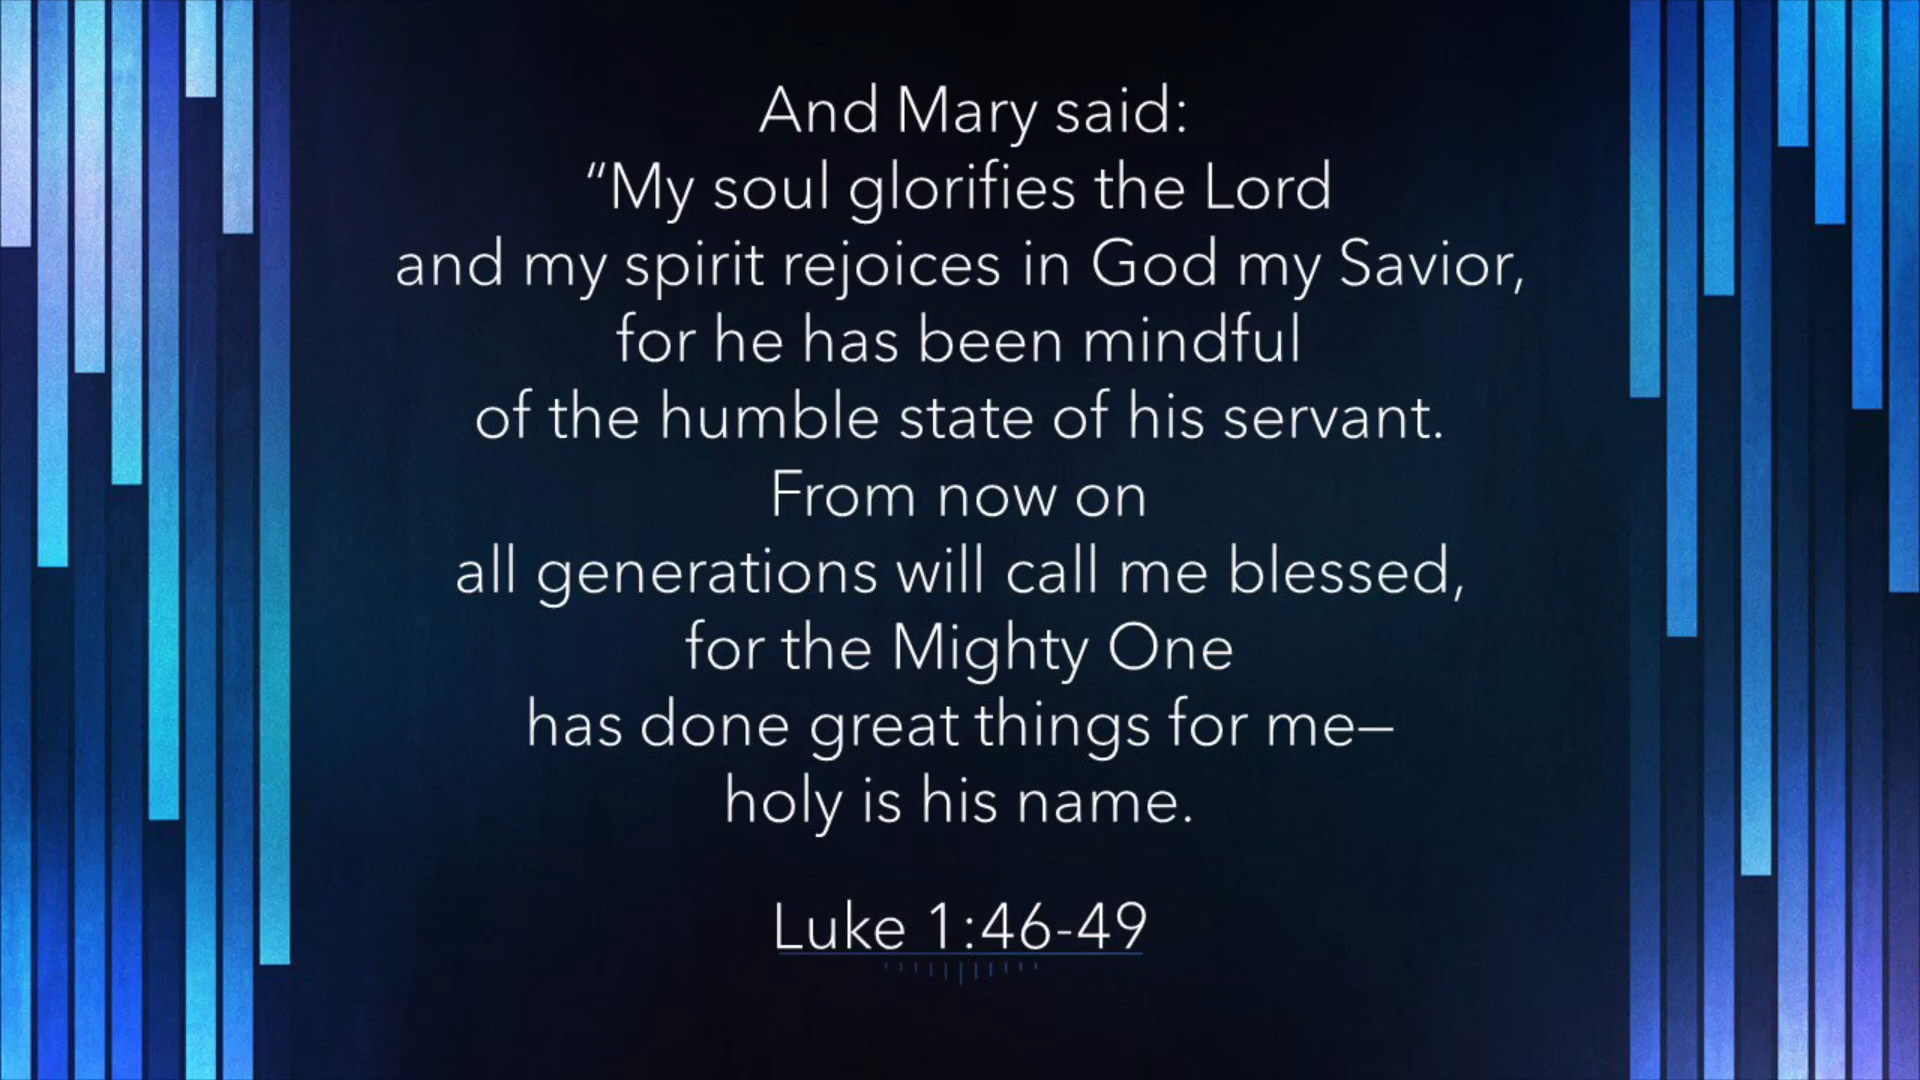 And Mary said:
“My soul glorifies the Lord
and my spirit rejoices in God my Savior,
for he has been mindful
of the humble state of his servant.
From now on
all generations will call me blessed,
for the Mighty One
has done great things for me—
holy is his name.
Luke 1:46-49